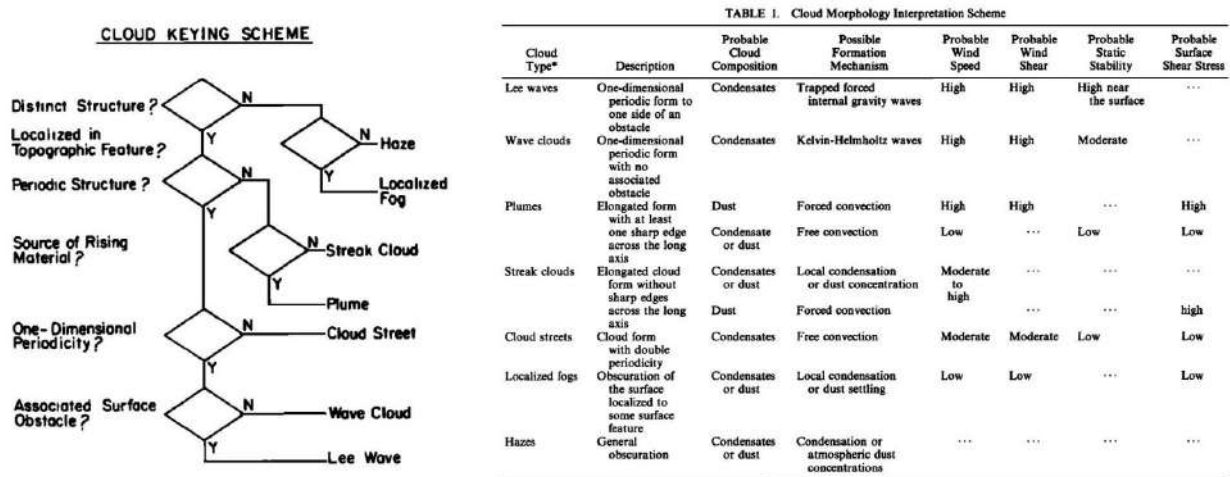 CLOUD KEYING SCHEME
Distinct Structure?
N
Y
Localized in
Topographic Feature?
N
Haze
Y
Localized
Fog
Periodic Structure?
N
Y
Source of Rising
Material?
N
Streak Cloud
Y
Plume
One-Dimensional
Periodicity?
N
Cloud Street
Y
Associated Surface
Obstacle?
N
Wave Cloud
Y
Lee Wave
TABLE 1. Cloud Morphology Interpretation Scheme
Probable Possible Probable Probable Probable Probable
Cloud Cloud Formation Wind Wind Static Surface
Type* Description Composition Mechanism Speed Shear Stability Shear Stress
Lee waves One-dimensional Condensates Trapped forced High High High near ...
periodic form to internal gravity waves the surface
one side of an
obstacle
Wave clouds One-dimensional Condensates Kelvin-Helmholtz waves High High Moderate ...
periodic form
with no
associated
obstacle
Plumes Elongated form Dust Forced convection High High ... High
with at least
one sharp edge Condensate Free convection Low ... Low Low
across the long or dust
axis
Streak clouds Elongated cloud Condensates Local condensation Moderate ... ... ...
form without or dust or dust concentration to
sharp edges high
across the long Dust Forced convection ... ... high
axis
Cloud streets Cloud form Condensates Free convection Moderate Moderate Low Low
with double
periodicity
Localized fogs Obscuration of Condensates Local condensation Low Low ... Low
the surface or dust or dust settling
localized to
some surface
feature
Hazes General Condensates Condensation or ... ... ... ...
obscuration or dust atmospheric dust
concentrations